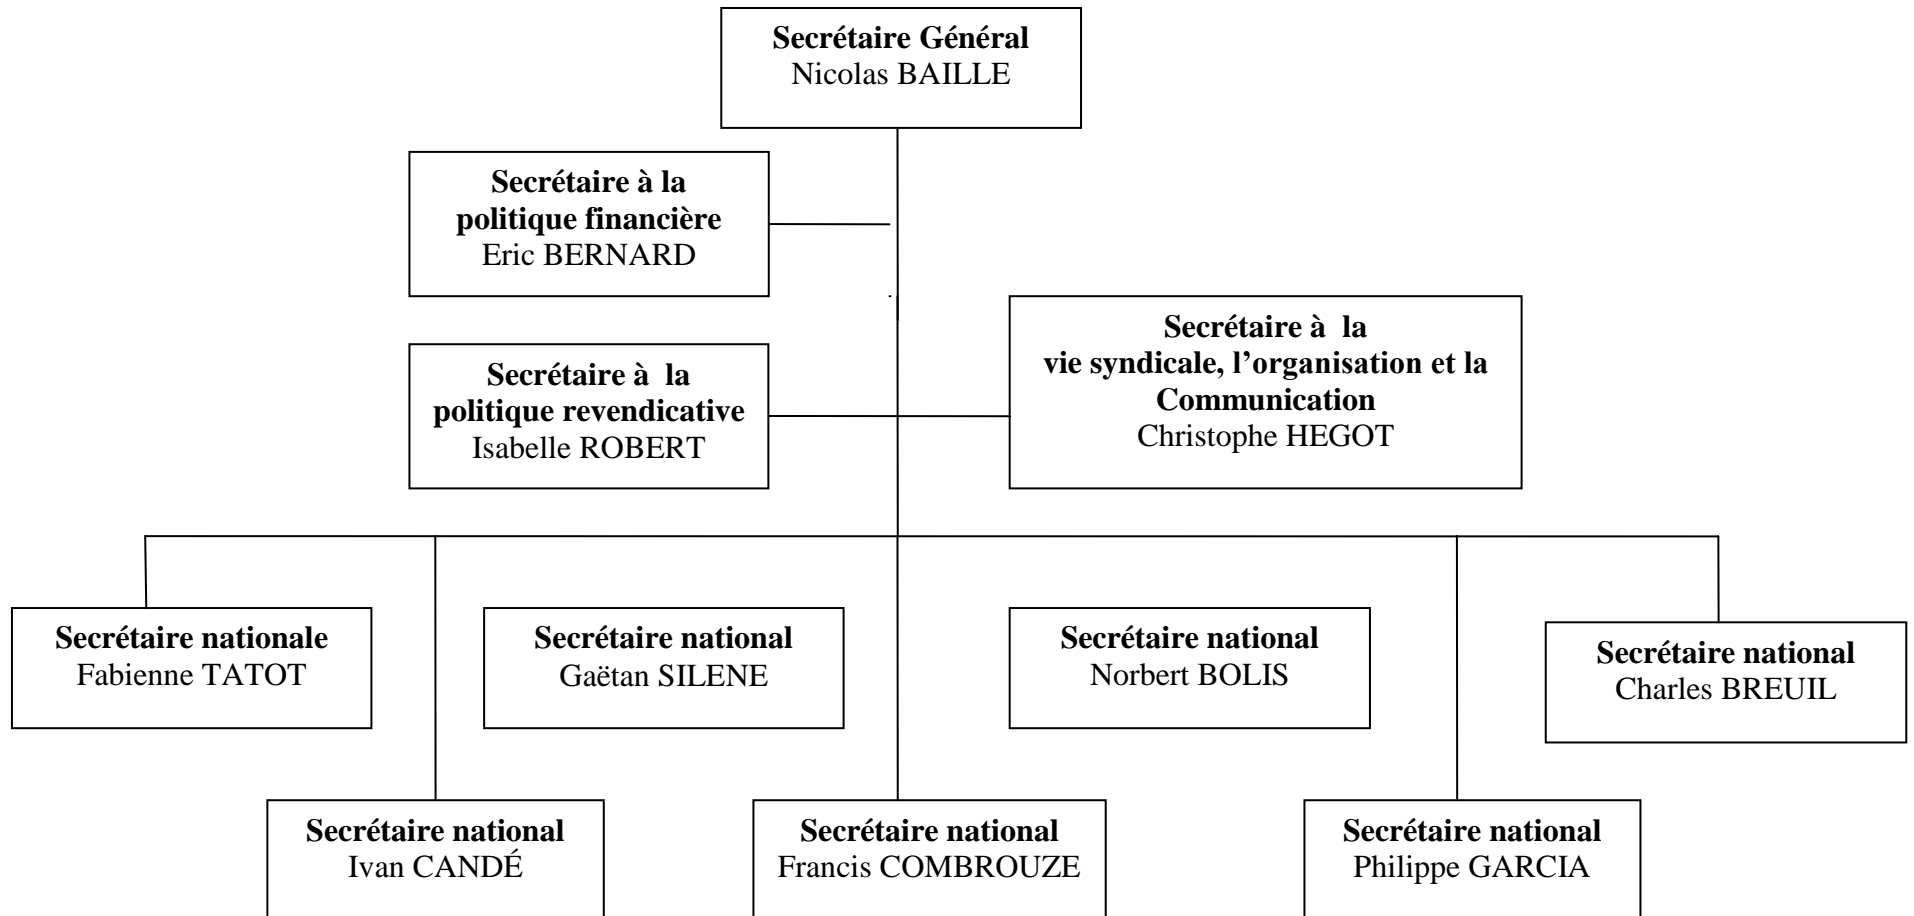 Secrétaire Général
Nicolas BAILLE
Secrétaire à la
politique financière
Eric BERNARD
Secrétaire à la
vie syndicale, l’organisation et la
Communication
Christophe HEGOT
Secrétaire à la
politique revendicative
Isabelle ROBERT
Secrétaire nationale
Fabienne TATOT
Secrétaire national
Gaëtan SILENE
Secrétaire national
Norbert BOLIS
Secrétaire national
Charles BREUIL
Secrétaire national
Ivan CANDÉ
Secrétaire national
Francis COMBROUZE
Secrétaire national
Philippe GARCIA